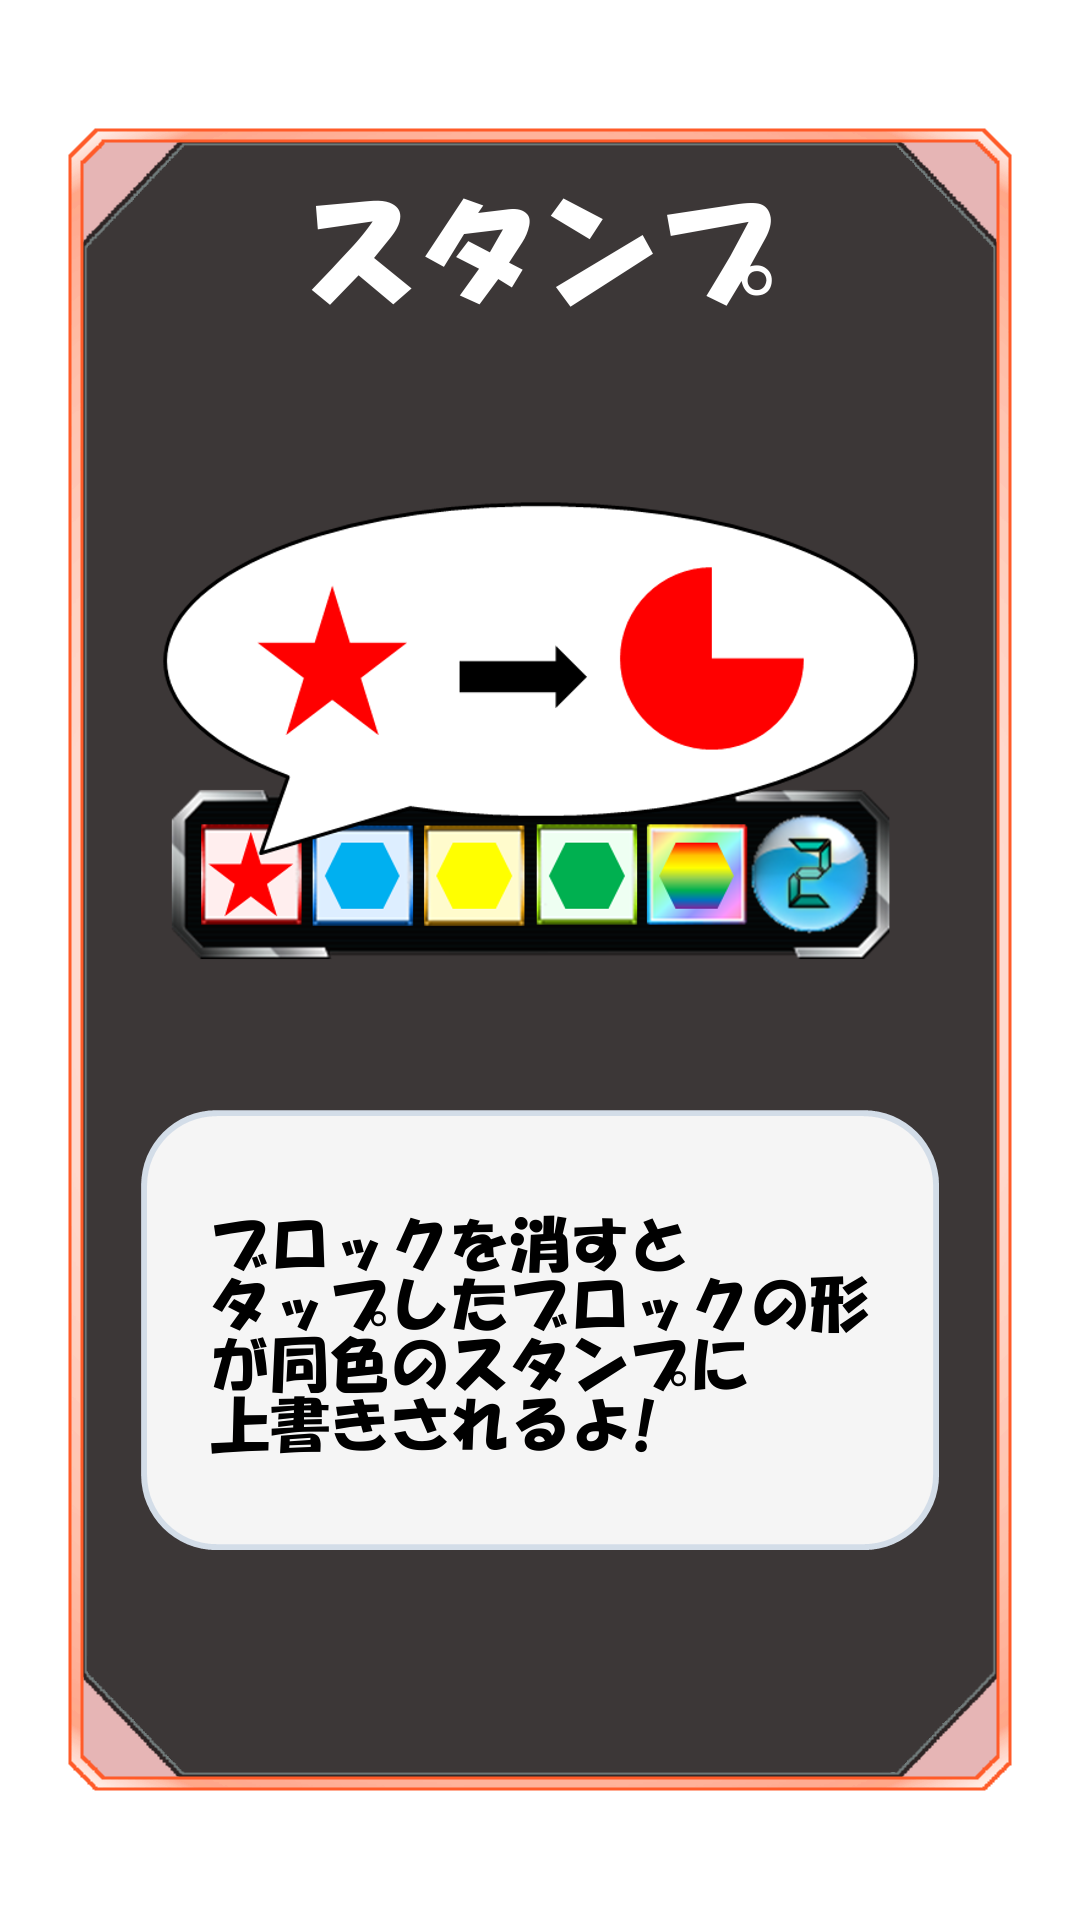 スタンプ
2
ブロックを消すと
タップしたブロックの形
が同色のスタンプに
上書きされるよ!